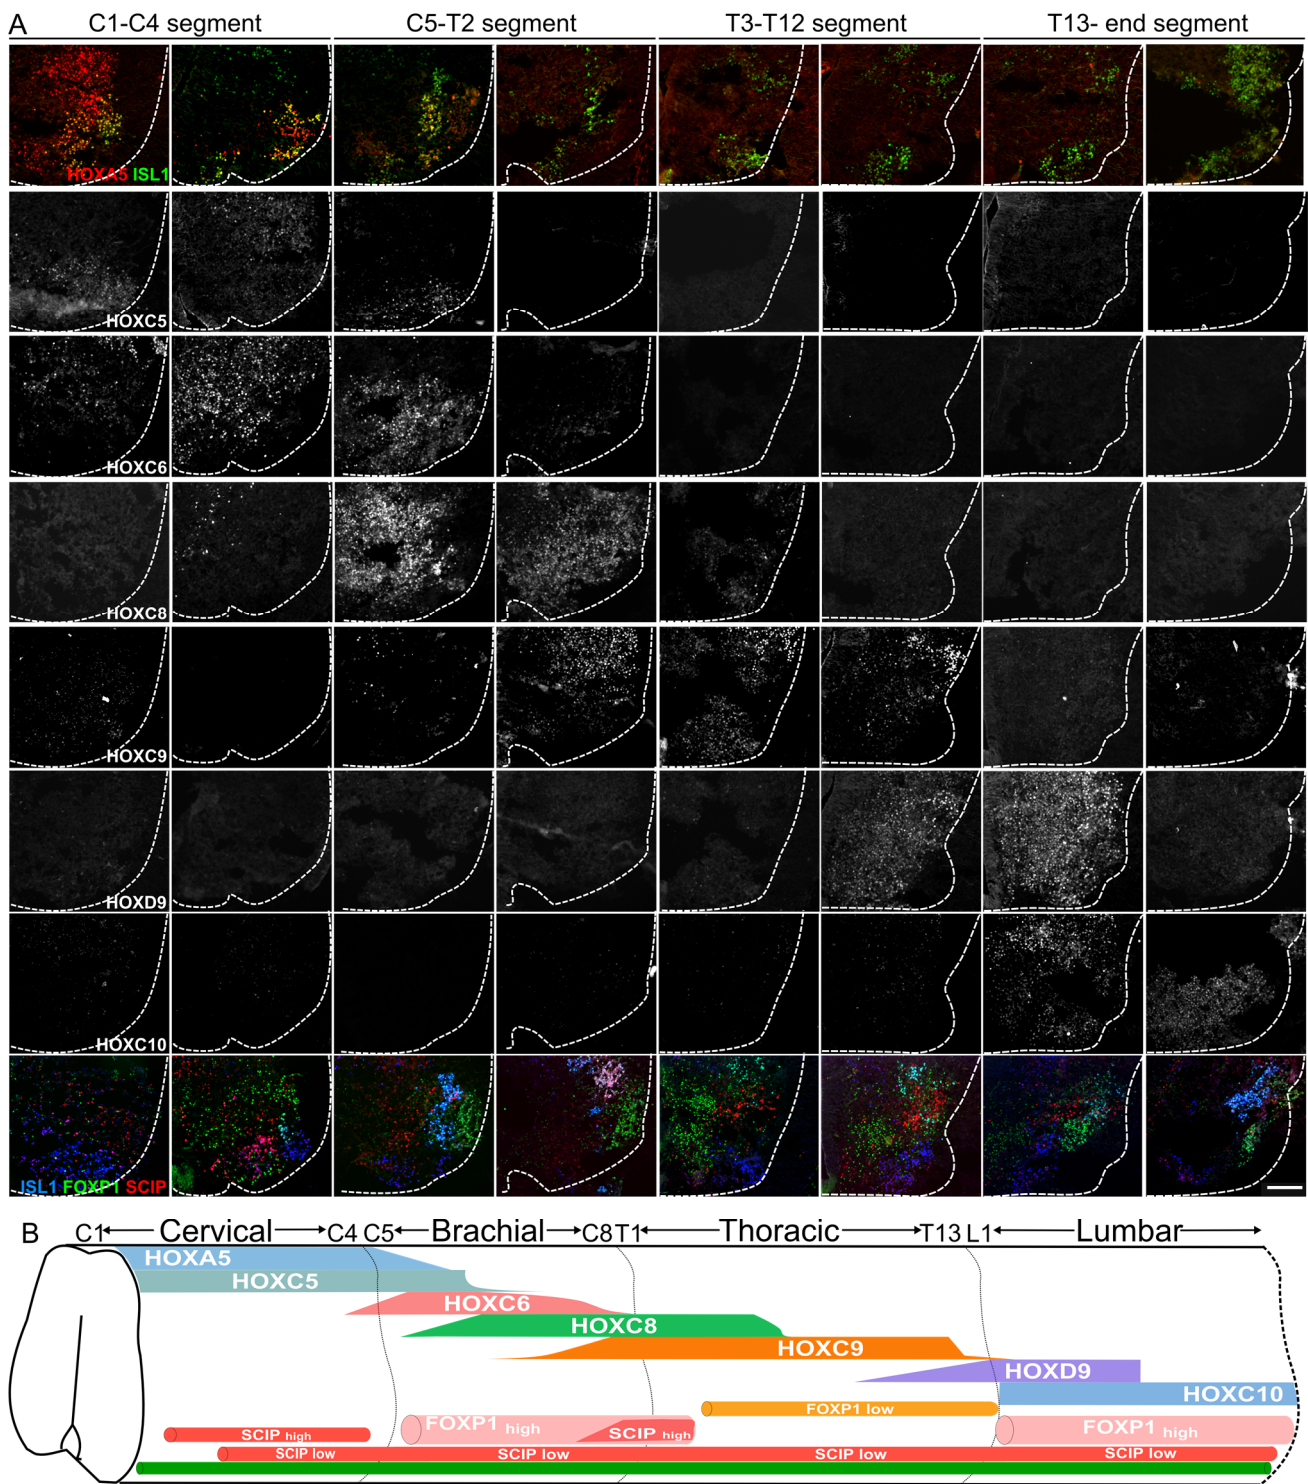 A
C1-C4 segment
C5-T2 segment
T3-T12 segment
T13- end segment
HOXA5 ISL1
HOXC5
HOXC6
HOXC8
HOXC9
HOXD9
HOXC10
ISL1 FOXP1 SCIP
B
C1 Cervical C4 C5 Brachial C8 T1 Thoracic T13 L1 Lumbar
HOXA5
HOXC5
HOXC6
HOXC8
HOXC9
HOXD9
HOXC10
FOXP1 low
FOXP1 high
SCIP high
FOXP1 high
SCIP high
SCIP low
SCIP low
SCIP low
SCIP low